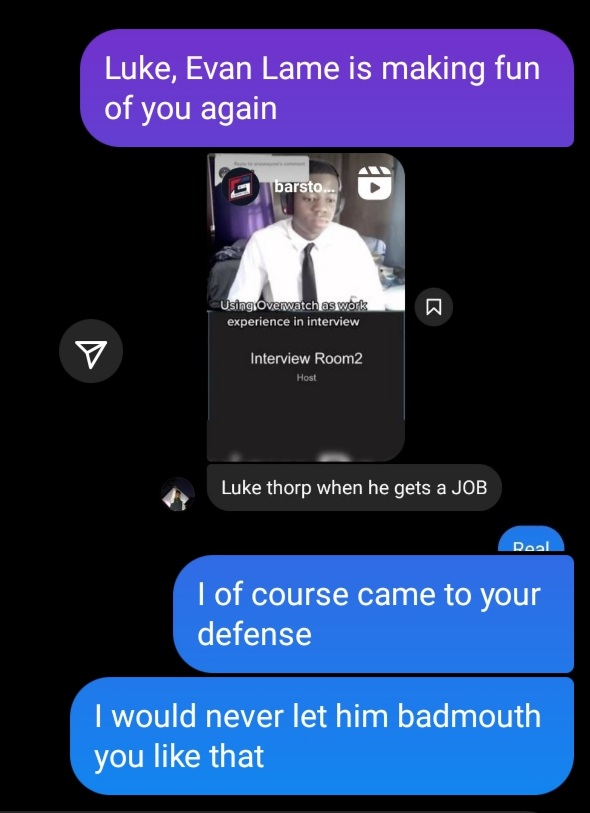 Luke, Evan Lame is making fun
of you again
barsto...
Using Overwatch as work
experience in interview
Interview Room2
Host
Luke thorp when he gets a JOB
Real
I of course came to your
defense
I would never let him badmouth
you like that